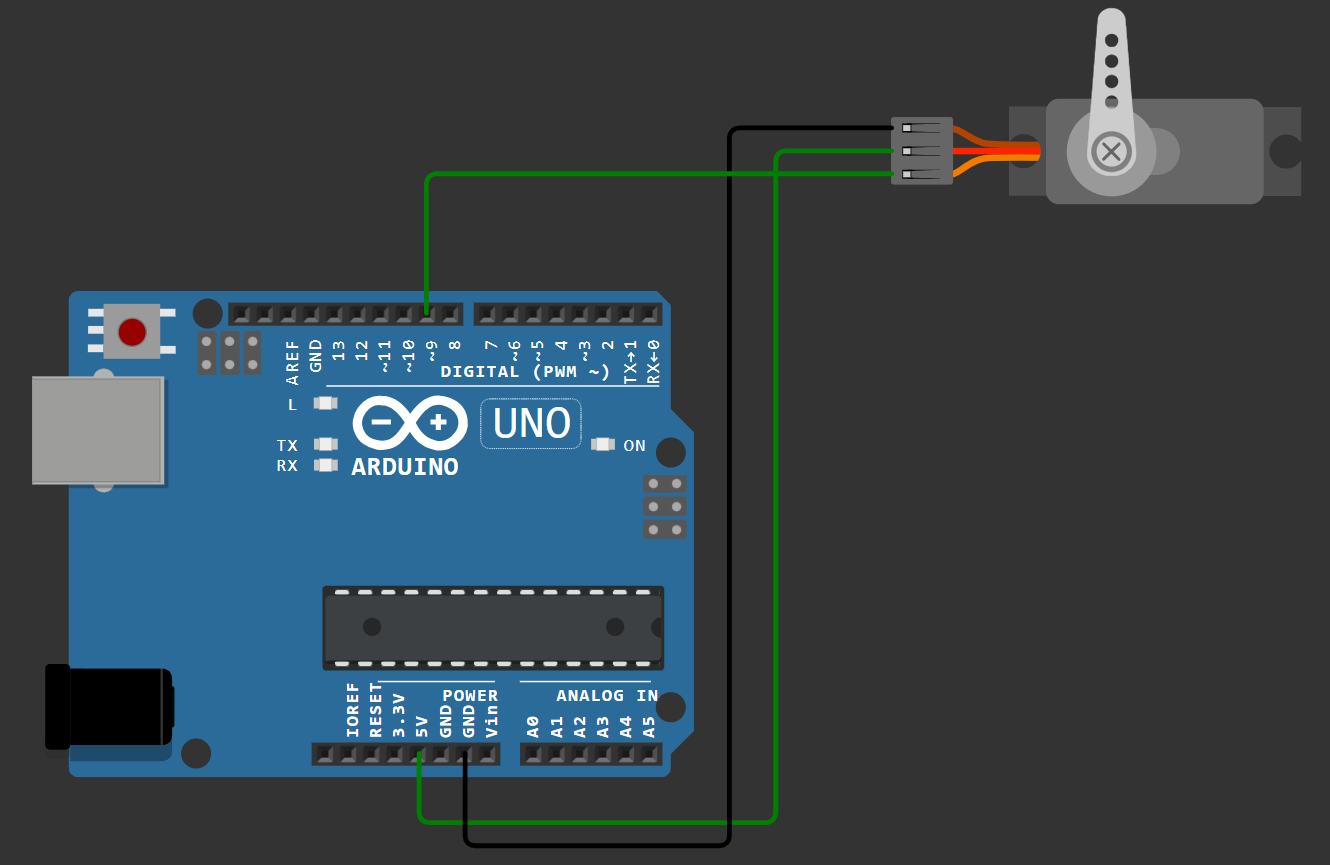 AREF
GND
13
12
~11
~10
~9
8
7
~6
~5
4
~3
2
TX→1
RX←0
DIGITAL (PWM ~)
L
TX
RX
UNO
ON
ARDUINO
IOREF
RESET
3.3V
5V
GND
GND
Vin
POWER
ANALOG IN
A0
A1
A2
A3
A4
A5